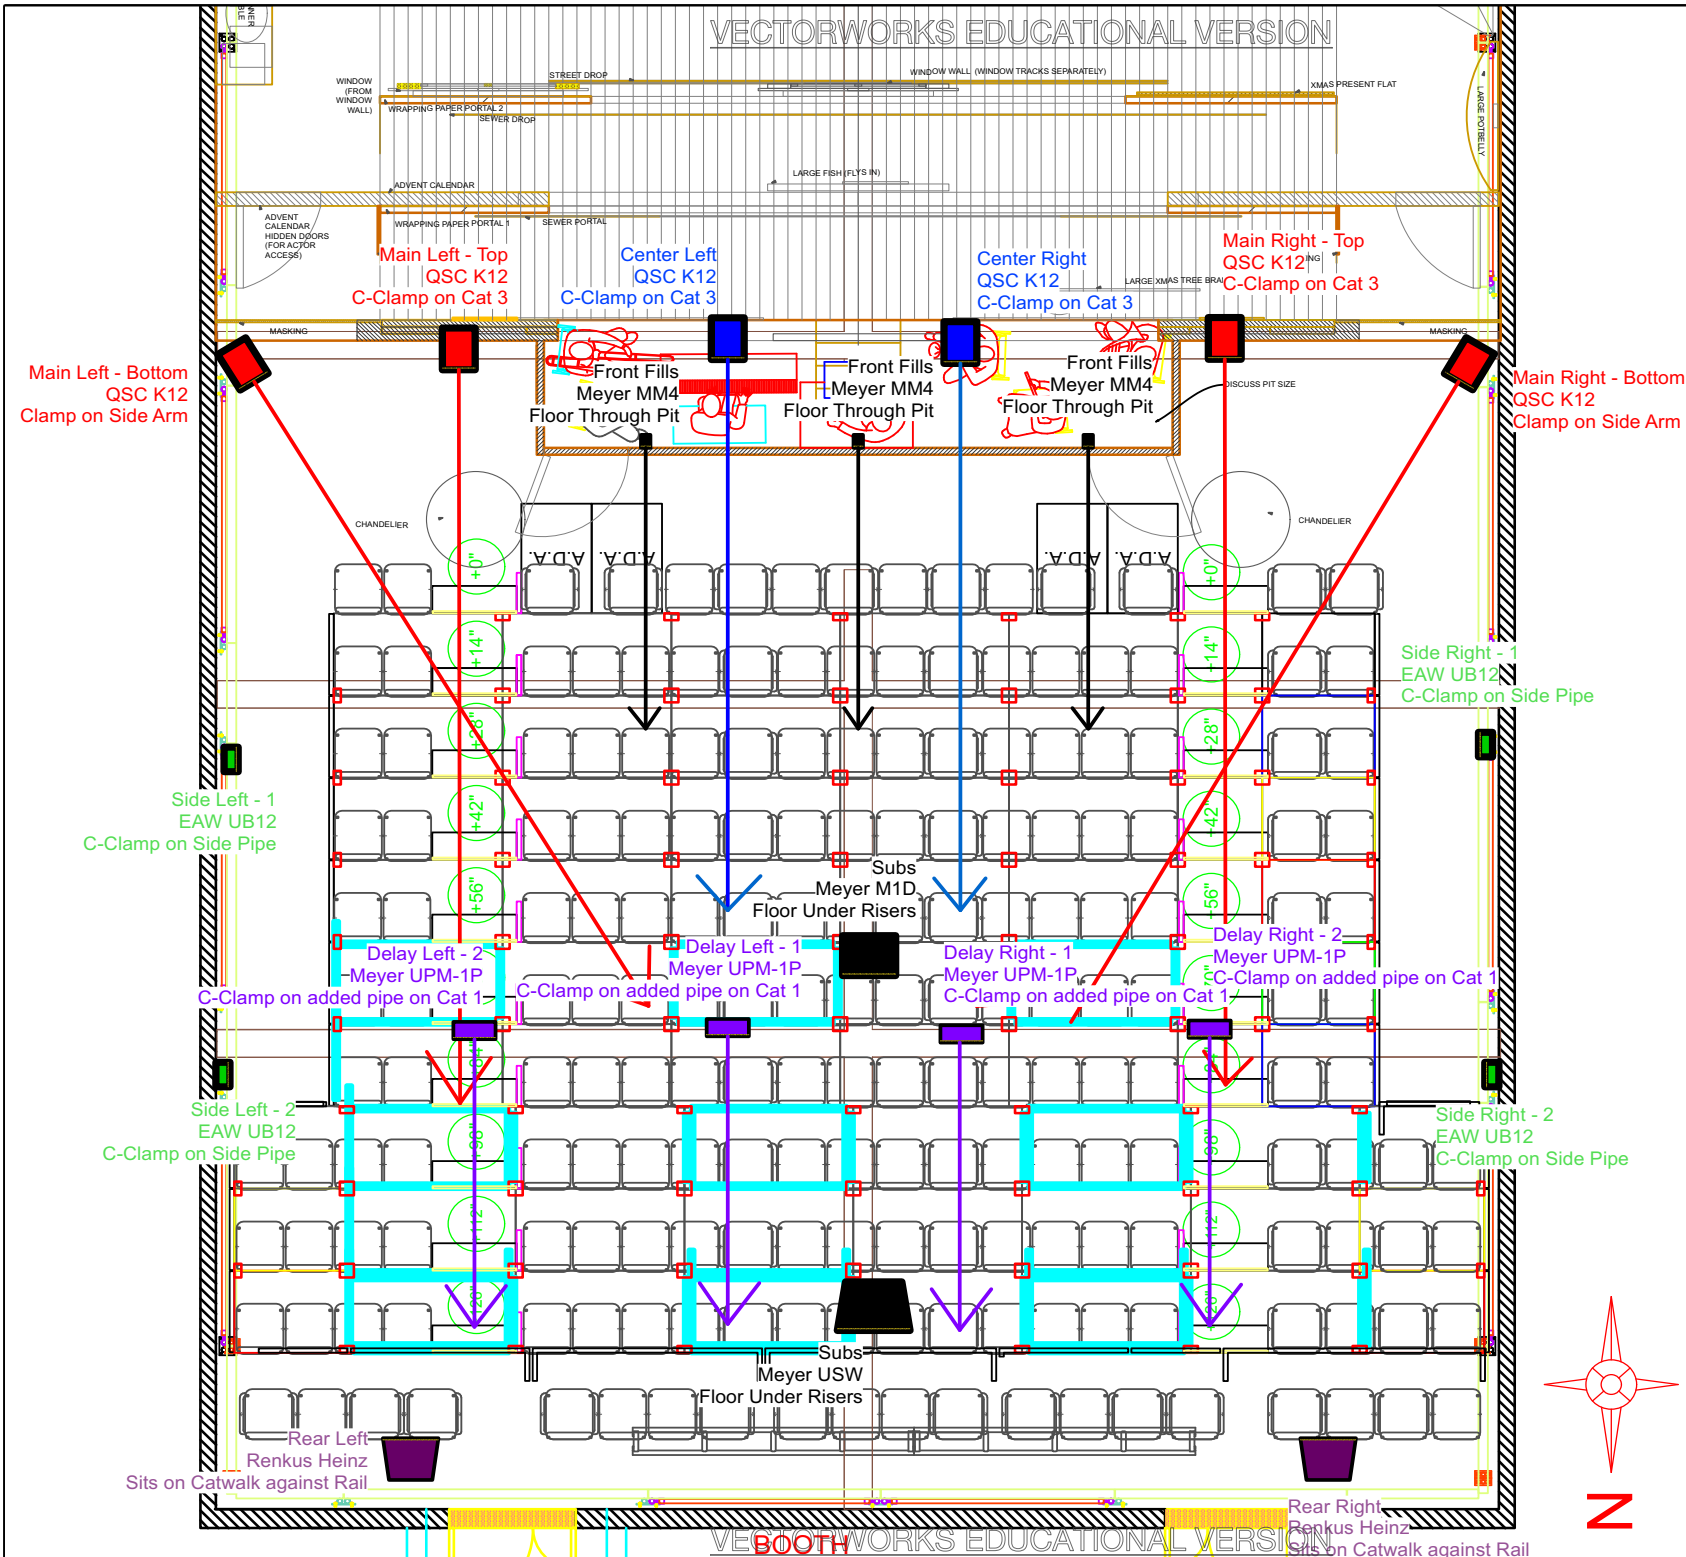 VECTORWORKS EDUCATIONAL VERSION
STREET DROP
WINDOW WALL (WINDOW TRACKS SEPARATELY)
WINDOW
(FROM
WINDOW
WALL)
XMAS PRESENT FLAT
WRAPPING PAPER PORTAL 2
SEWER DROP
LARGE POTBELLY
LARGE FISH (FLYS IN)
ADVENT CALENDAR
ADVENT
CALENDAR
HIDDEN DOORS
(FOR ACTOR
ACCESS)
WRAPPING PAPER PORTAL 1
SEWER PORTAL
Main Left - Top
QSC K12
C-Clamp on Cat 3
Center Left
QSC K12
C-Clamp on Cat 3
Center Right
QSC K12
C-Clamp on Cat 3
Main Right - Top
QSC K12
C-Clamp on Cat 3
LARGE XMAS TREE
MASKING
MASKING
Main Left - Bottom
QSC K12
Clamp on Side Arm
Front Fills
Meyer MM4
Floor Through Pit
Front Fills
Meyer MM4
Floor Through Pit
Front Fills
Meyer MM4
Floor Through Pit
DISCUSS PIT SIZE
Main Right - Bottom
QSC K12
Clamp on Side Arm
CHANDELIER
CHANDELIER
A.D.A.
A.D.A.
A.D.A.
A.D.A.
+0"
+0"
+14"
+14"
Side Right - 1
EAW UB12
C-Clamp on Side Pipe
+28"
+28"
Side Left - 1
EAW UB12
C-Clamp on Side Pipe
+42"
+42"
+56"
+56"
Subs
Meyer M1D
Floor Under Risers
Delay Left - 2
Meyer UPM-1P
C-Clamp on added pipe on Cat 1
Delay Left - 1
Meyer UPM-1P
C-Clamp on added pipe on Cat 1
Delay Right - 1
Meyer UPM-1P
C-Clamp on added pipe on Cat 1
Delay Right - 2
Meyer UPM-1P
C-Clamp on added pipe on Cat 1
Side Left - 2
EAW UB12
C-Clamp on Side Pipe
+98"
+98"
Side Right - 2
EAW UB12
C-Clamp on Side Pipe
+112"
+112"
Subs
Meyer USW
Floor Under Risers
Rear Left
Renkus Heinz
Sits on Catwalk against Rail
Rear Right
Renkus Heinz
Sits on Catwalk against Rail
N
BOOTH
VECTORWORKS EDUCATIONAL VERSION